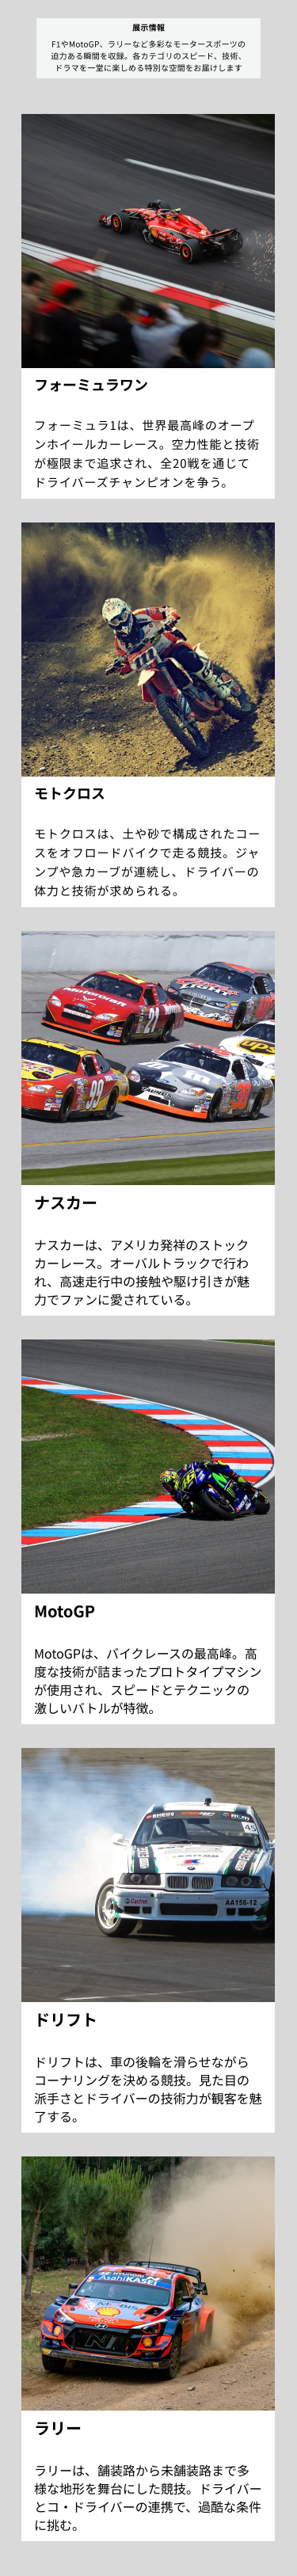 展示情報
F1やMotoGP、ラリーなど多彩なモータースポーツの
迫力ある瞬間を収録。各カテゴリのスピード、技術、
ドラマを一堂に楽しめる特別な空間をお届けします
フォーミュラワン
フォーミュラ1は、世界最高峰のオープ
ンホイールカーレース。空力性能と技術
が極限まで追求され、全20戦を通じて
ドライバーズチャンピオンを争う。
モトクロス
モトクロスは、土や砂で構成されたコー
スをオフロードバイクで走る競技。ジャ
ンプや急カーブが連続し、ドライバーの
体力と技術が求められる。
Motorcraft
21
99
UPS
ナスカー
ナスカーは、アメリカ発祥のストック
カーレース。オーバルトラックで行わ
れ、高速走行中の接触や駆け引きが魅
力でファンに愛されている。
MotoGP
MotoGPは、バイクレースの最高峰。高
度な技術が詰まったプロトタイプマシン
が使用され、スピードとテクニックの
激しいバトルが特徴。
45
Castrol
AA156-12
ドリフト
ドリフトは、車の後輪を滑らせながら
コーナリングを決める競技。見た目の
派手さとドライバーの技術力が観客を魅
了する。
HYUNDAI
AsahiKASEI
MOBIS
N
ラリー
ラリーは、舗装路から未舗装路まで多
様な地形を舞台にした競技。ドライバー
とコ・ドライバーの連携で、過酷な条件
に挑む。